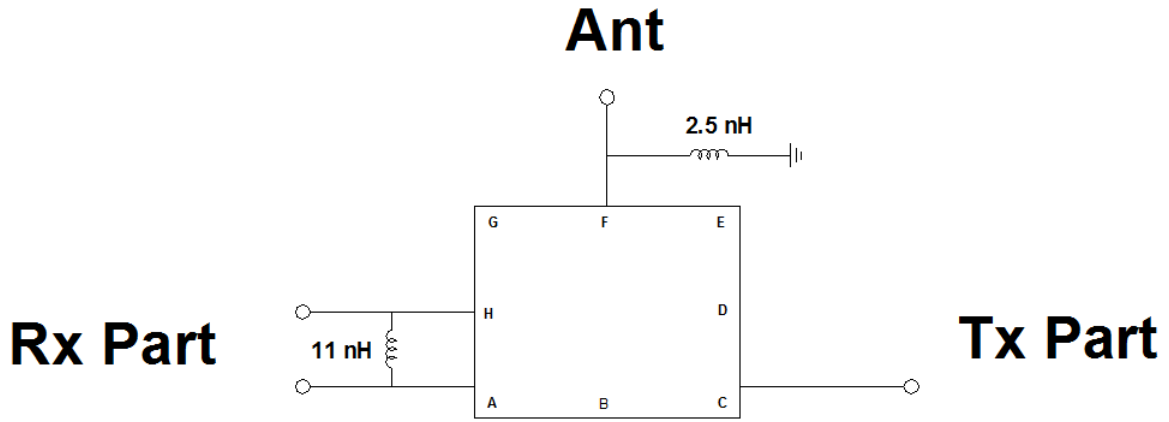 Ant
2.5 nH
G F E
H D
Rx Part 11 nH Tx Part
A B C